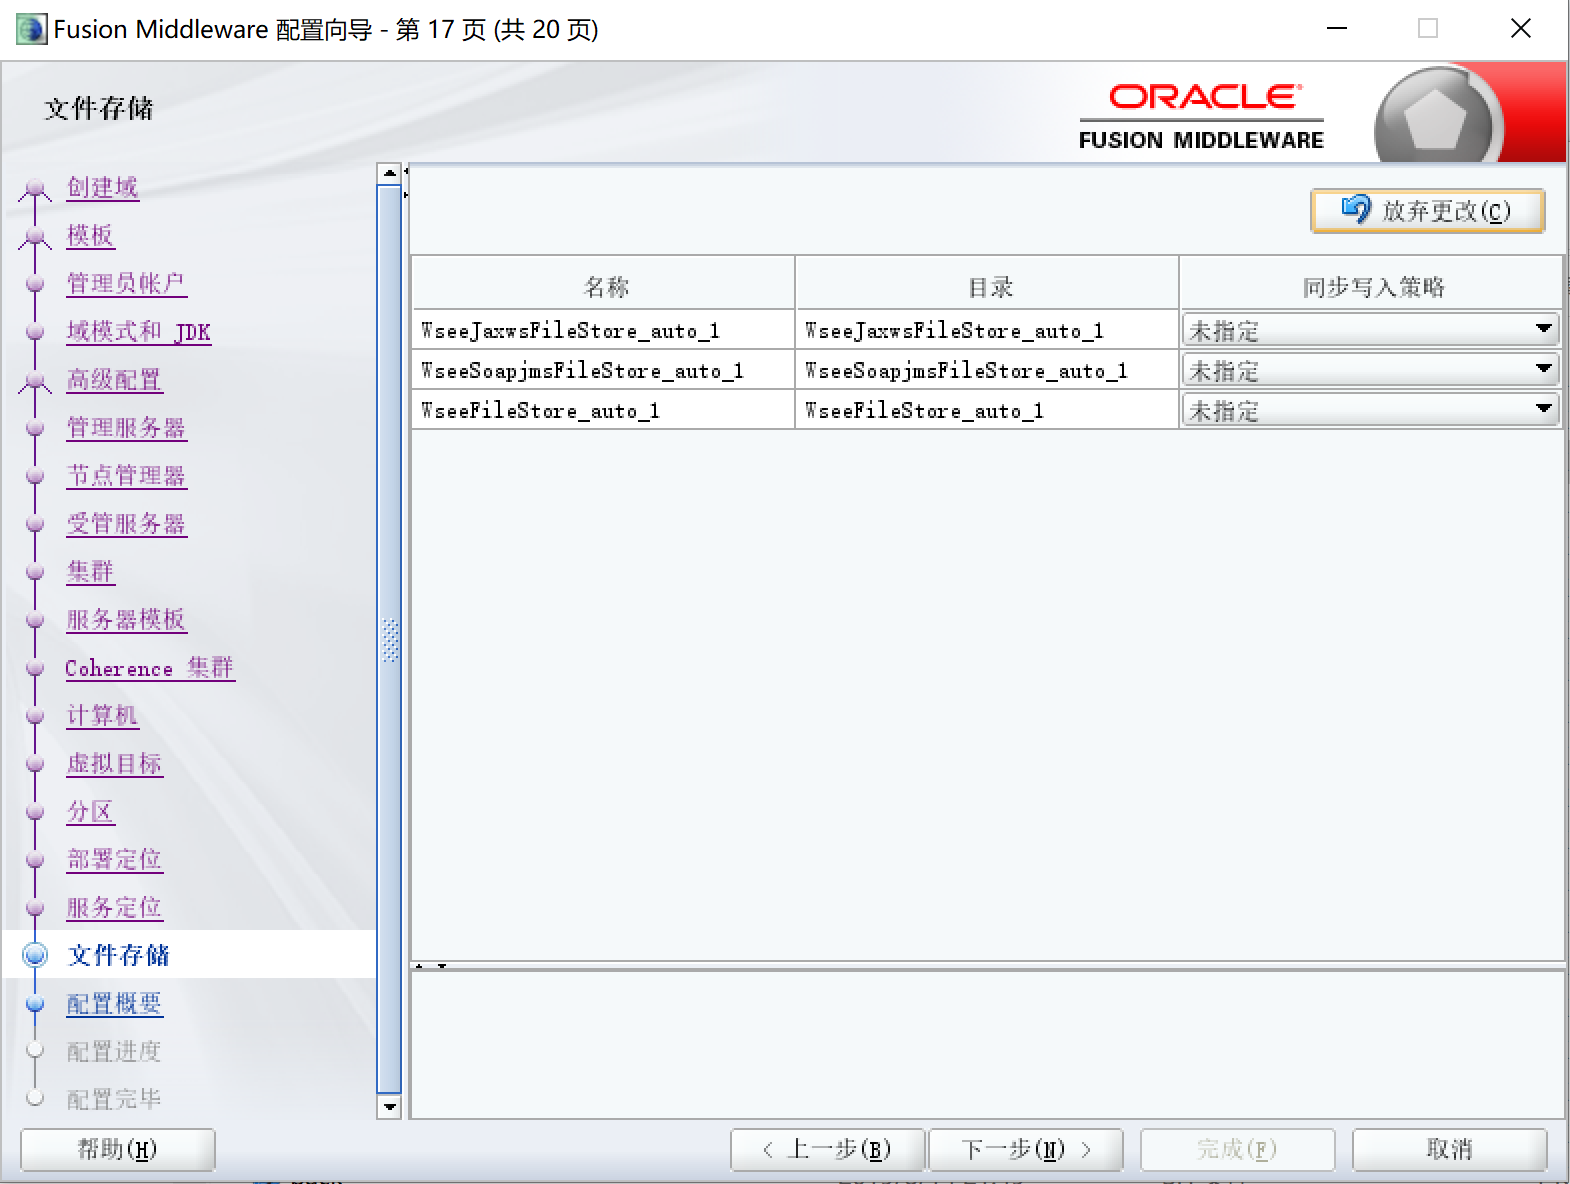 Fusion Middleware 配置向导 - 第 17 页 (共 20 页)
文件存储
ORACLE
FUSION MIDDLEWARE
创建域
模板
管理员帐户
域模式和 JDK
高级配置
管理服务器
节点管理器
受管服务器
集群
服务器模板
Coherence 集群
计算机
虚拟目标
分区
部署定位
服务定位
文件存储
配置概要
配置进度
配置完毕
放弃更改(C)
名称 目录 同步写入策略
WseeJaxwsFileStore_auto_1 WseeJaxwsFileStore_auto_1 未指定
WseeSoapjmsFileStore_auto_1 WseeSoapjmsFileStore_auto_1 未指定
WseeFileStore_auto_1 WseeFileStore_auto_1 未指定
帮助(H) < 上一步(B) 下一步(N) > 完成(F) 取消